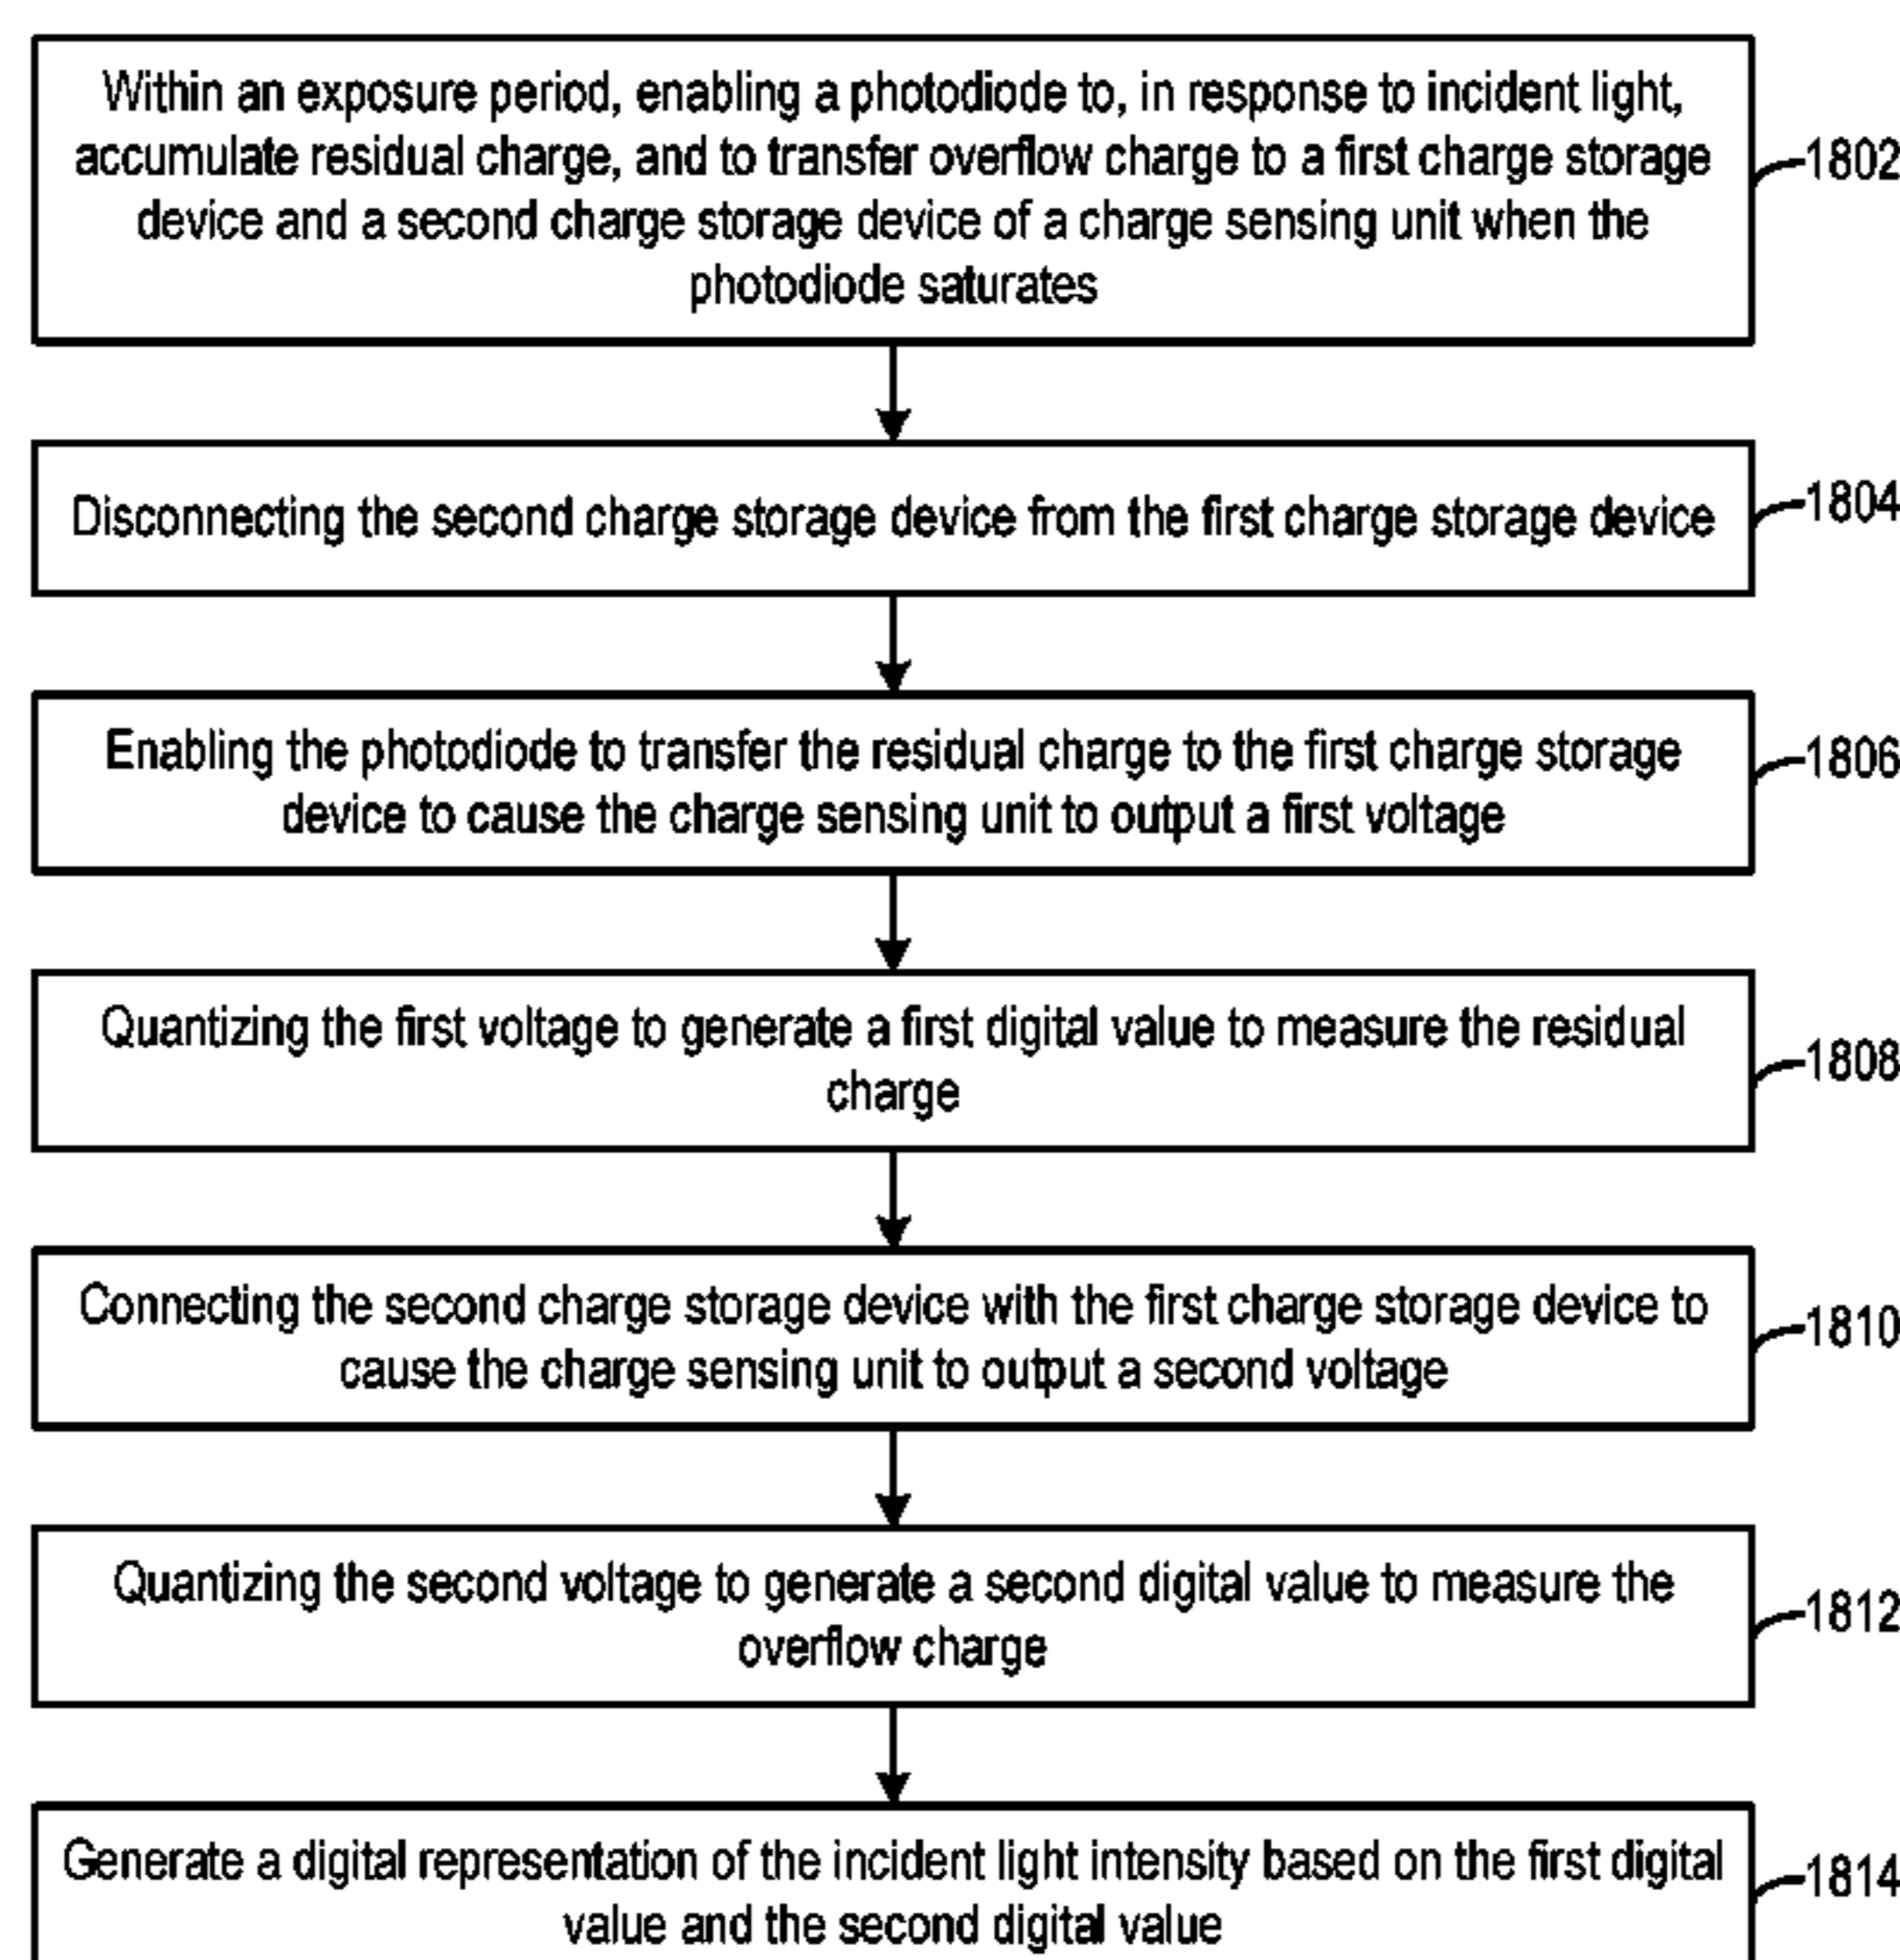 Within an exposure period, enabling a photodiode to, in response to incident light,
accumulate residual charge, and to transfer overflow charge to a first charge storage
device and a second charge storage device of a charge sensing unit when the
photodiode saturates
1802
Disconnecting the second charge storage device from the first charge storage device
1804
Enabling the photodiode to transfer the residual charge to the first charge storage
device to cause the charge sensing unit to output a first voltage
1806
Quantizing the first voltage to generate a first digital value to measure the residual
charge
1808
Connecting the second charge storage device with the first charge storage device to
cause the charge sensing unit to output a second voltage
1810
Quantizing the second voltage to generate a second digital value to measure the
overflow charge
1812
Generate a digital representation of the incident light intensity based on the first digital
value and the second digital value
1814